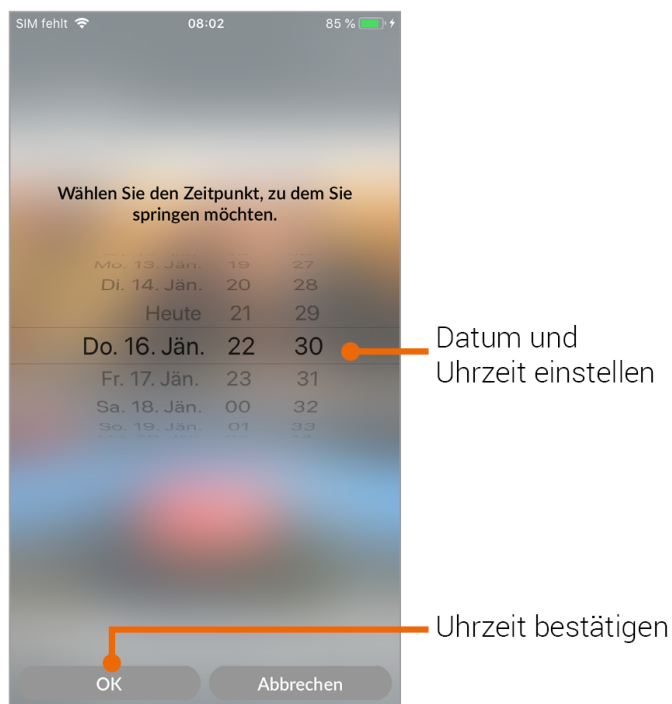 SIM fehlt 08:02 85 %
Wählen Sie den Zeitpunkt, zu dem Sie
springen möchten.
Mo. 13. Jän. 19 27
Di. 14. Jän. 20 28
Heute 21 29
Do. 16. Jän. 22 30
Fr. 17. Jän. 23 31
Sa. 18. Jän. 00 32
So. 19. Jän. 01 33
Datum und
Uhrzeit einstellen
Uhrzeit bestätigen
OK Abbrechen